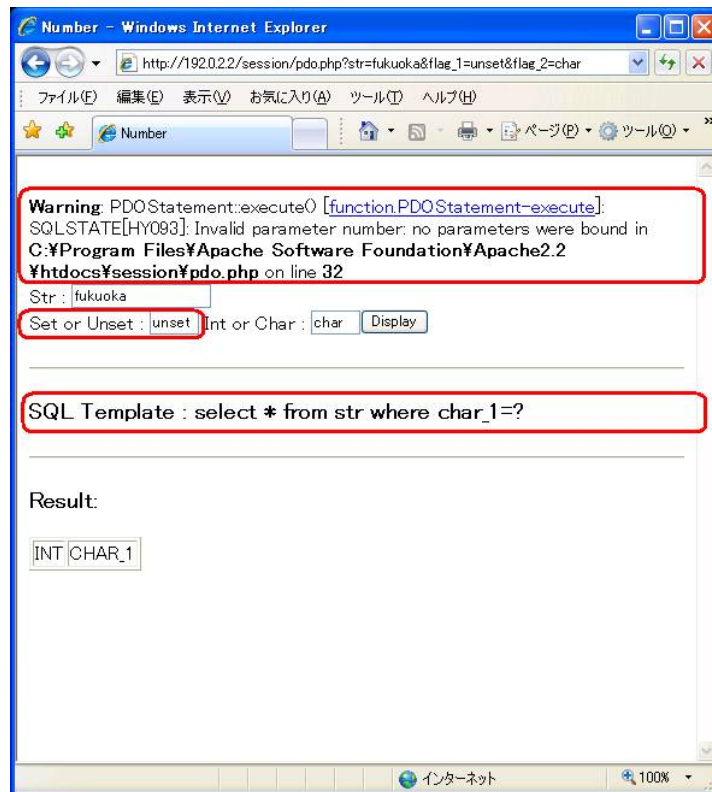 Number - Windows Internet Explorer
http://192.0.2.2/session/pdo.php?str=fukuoka&flag_1=unset&flag_2=char
ファイル(F) 編集(E) 表示(V) お気に入り(A) ツール(T) ヘルプ(H)
Number ページ(P) ツール(O) »
Warning: PDOStatement::execute() [function.PDOStatement-execute]:
SQLSTATE[HY093]: Invalid parameter number: no parameters were bound in
C:¥Program Files¥Apache Software Foundation¥Apache2.2
¥htdocs¥session¥pdo.php on line 32
Str : fukuoka
Set or Unset : unset Int or Char : char Display
SQL Template : select * from str where char_1=?
Result:
INT CHAR_1
インターネット 100%